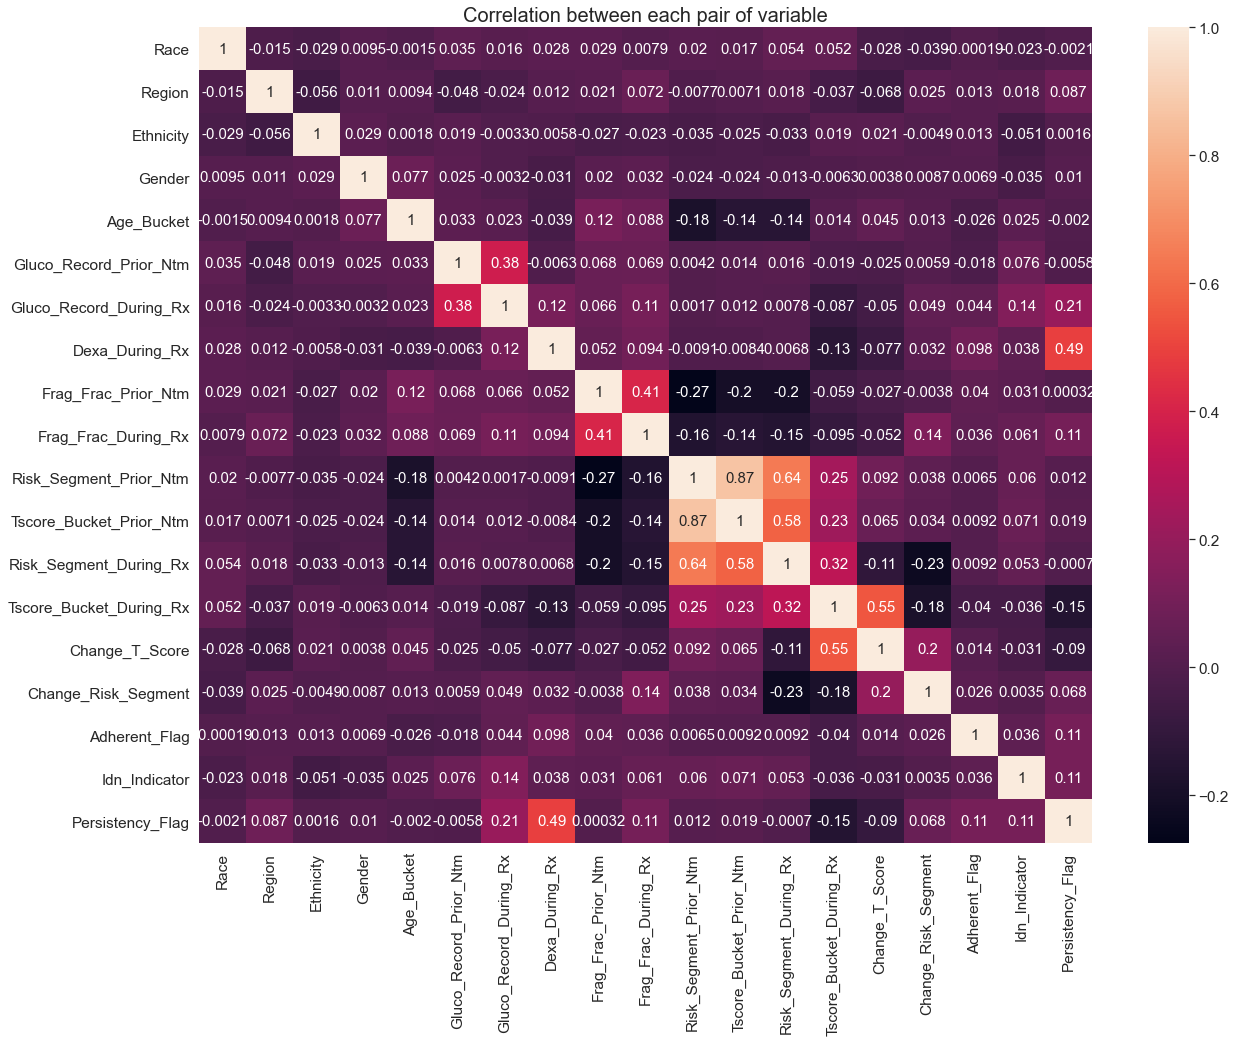 Correlation between each pair of variable
Race 1 -0.015 -0.029 0.0095 -0.0015 0.035 0.016 0.028 0.029 0.0079 0.02 0.017 0.054 0.052 -0.028 -0.039 0.00019 -0.023 -0.0021
Region -0.015 1 -0.056 0.011 0.0094 -0.048 -0.024 0.012 0.021 0.072 -0.0077 0.0071 0.018 -0.037 -0.068 0.025 0.013 0.018 0.087
Ethnicity -0.029 -0.056 1 0.029 0.0018 0.019 -0.0033 -0.0058 -0.027 -0.023 -0.035 -0.025 -0.033 0.019 0.021 -0.0049 0.013 -0.051 0.0016
Gender 0.0095 0.011 0.029 1 0.077 0.025 -0.0032 -0.031 0.02 0.032 -0.024 -0.024 -0.013 -0.0063 0.0038 0.0087 0.0069 -0.035 0.01
Age_Bucket -0.0015 0.0094 0.0018 0.077 1 0.033 0.023 -0.039 0.12 0.088 -0.18 -0.14 -0.14 0.014 0.045 0.013 -0.026 0.025 -0.002
Gluco_Record_Prior_Ntm 0.035 -0.048 0.019 0.025 0.033 1 0.38 -0.0063 0.068 0.069 0.0042 0.014 0.016 -0.019 -0.025 0.0059 -0.018 0.076 -0.0058
Gluco_Record_During_Rx 0.016 -0.024 -0.0033 -0.0032 0.023 0.38 1 0.12 0.066 0.11 0.0017 0.012 0.0078 -0.087 -0.05 0.049 0.044 0.14 0.21
Dexa_During_Rx 0.028 0.012 -0.0058 -0.031 -0.039 -0.0063 0.12 1 0.052 0.094 -0.0091 -0.0084 0.0068 -0.13 -0.077 0.032 0.098 0.038 0.49
Frag_Frac_Prior_Ntm 0.029 0.021 -0.027 0.02 0.12 0.068 0.066 0.052 1 0.41 -0.27 -0.2 -0.2 -0.059 -0.027 -0.0038 0.04 0.031 0.00032
Frag_Frac_During_Rx 0.0079 0.072 -0.023 0.032 0.088 0.069 0.11 0.094 0.41 1 -0.16 -0.14 -0.15 -0.095 -0.052 0.14 0.036 0.061 0.11
Risk_Segment_Prior_Ntm 0.02 -0.0077 -0.035 -0.024 -0.18 0.0042 0.0017 -0.0091 -0.27 -0.16 1 0.87 0.64 0.25 0.092 0.038 0.0065 0.06 0.012
Tscore_Bucket_Prior_Ntm 0.017 0.0071 -0.025 -0.024 -0.14 0.014 0.012 -0.0084 -0.2 -0.14 0.87 1 0.58 0.23 0.065 0.034 0.0092 0.071 0.019
Risk_Segment_During_Rx 0.054 0.018 -0.033 -0.013 -0.14 0.016 0.0078 0.0068 -0.2 -0.15 0.64 0.58 1 0.32 -0.11 -0.23 0.0092 0.053 -0.0007
Tscore_Bucket_During_Rx 0.052 -0.037 0.019 -0.0063 0.014 -0.019 -0.087 -0.13 -0.059 -0.095 0.25 0.23 0.32 1 0.55 -0.18 -0.04 -0.036 -0.15
Change_T_Score -0.028 -0.068 0.021 0.0038 0.045 -0.025 -0.05 -0.077 -0.027 -0.052 0.092 0.065 -0.11 0.55 1 0.2 0.014 -0.031 -0.09
Change_Risk_Segment -0.039 0.025 -0.0049 0.0087 0.013 0.0059 0.049 0.032 -0.0038 0.14 0.038 0.034 -0.23 -0.18 0.2 1 0.026 0.0035 0.068
Adherent_Flag 0.00019 0.013 0.013 0.0069 -0.026 -0.018 0.044 0.098 0.04 0.036 0.0065 0.0092 0.0092 -0.04 0.014 0.026 1 0.036 0.11
Idn_Indicator -0.023 0.018 -0.051 -0.035 0.025 0.076 0.14 0.038 0.031 0.061 0.06 0.071 0.053 -0.036 -0.031 0.0035 0.036 1 0.11
Persistency_Flag -0.0021 0.087 0.0016 0.01 -0.002 -0.0058 0.21 0.49 0.00032 0.11 0.012 0.019 -0.0007 -0.15 -0.09 0.068 0.11 0.11 1
Race
Region
Ethnicity
Gender
Age_Bucket
Gluco_Record_Prior_Ntm
Gluco_Record_During_Rx
Dexa_During_Rx
Frag_Frac_Prior_Ntm
Frag_Frac_During_Rx
Risk_Segment_Prior_Ntm
Tscore_Bucket_Prior_Ntm
Risk_Segment_During_Rx
Tscore_Bucket_During_Rx
Change_T_Score
Change_Risk_Segment
Adherent_Flag
Idn_Indicator
Persistency_Flag
1.0
0.8
0.6
0.4
0.2
0.0
−0.2